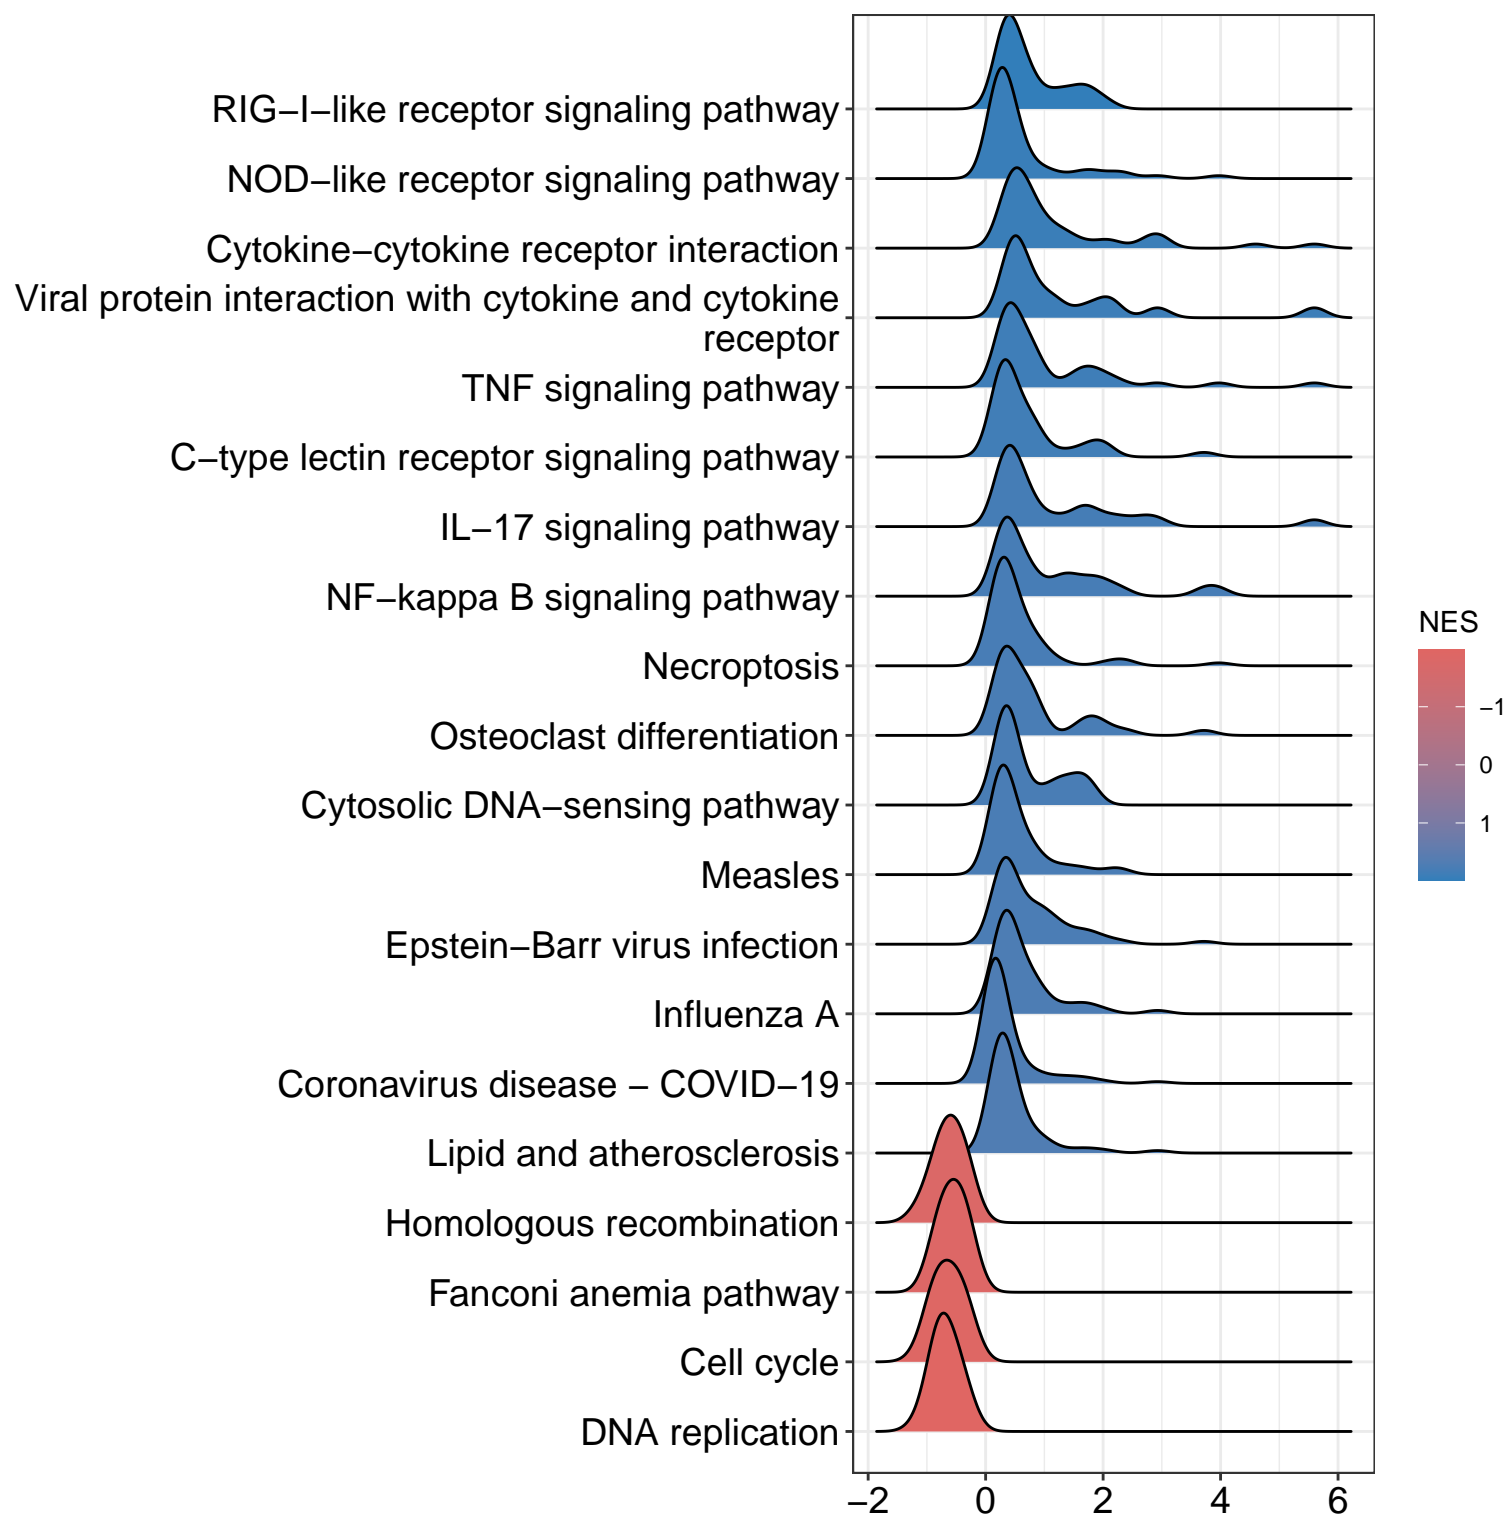 RIG−I−like receptor signaling pathway
NOD−like receptor signaling pathway
Cytokine−cytokine receptor interaction
Viral protein interaction with cytokine and cytokine
receptor
TNF signaling pathway
C−type lectin receptor signaling pathway
IL−17 signaling pathway
NF−kappa B signaling pathway
Necroptosis
Osteoclast differentiation
Cytosolic DNA−sensing pathway
Measles
Epstein−Barr virus infection
Influenza A
Coronavirus disease − COVID−19
Lipid and atherosclerosis
Homologous recombination
Fanconi anemia pathway
Cell cycle
DNA replication
−2 0 2 4 6
NES
−1
0
1